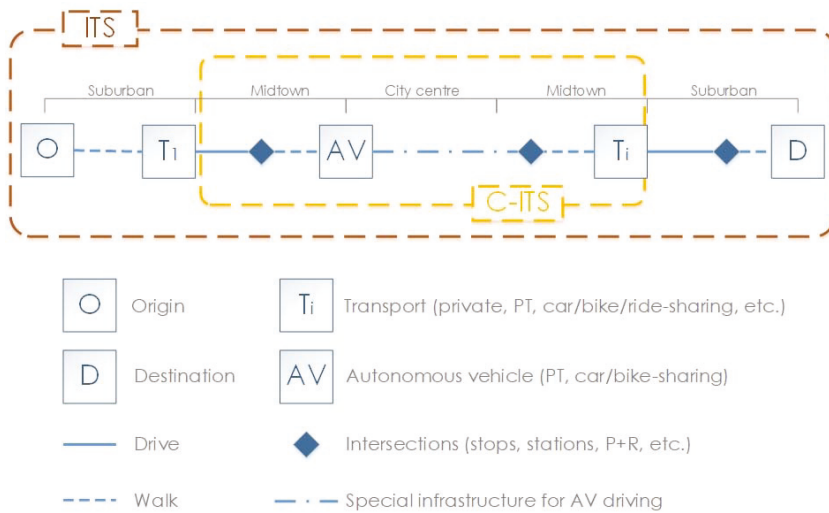 ITS
Suburban Midtown City centre Midtown Suburban
O T1 AV Ti D
C-ITS
O Origin Ti Transport (private, PT, car/bike/ride-sharing, etc.)
D Destination AV Autonomous vehicle (PT, car/bike-sharing)
Drive Intersections (stops, stations, P+R, etc.)
Walk Special infrastructure for AV driving